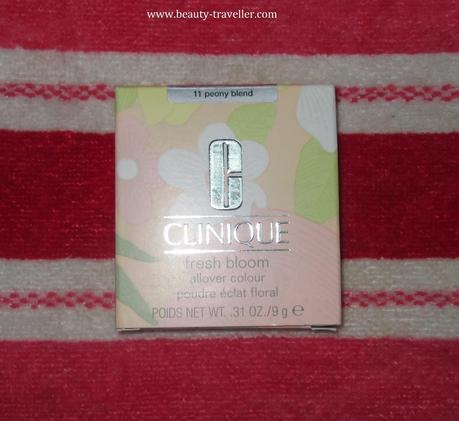 www.beauty-traveller.com
11 peony blend
CLINIQUE
fresh bloom
allover colour
poudre éclat floral
POIDS NET WT. .31 OZ./9 g ℮